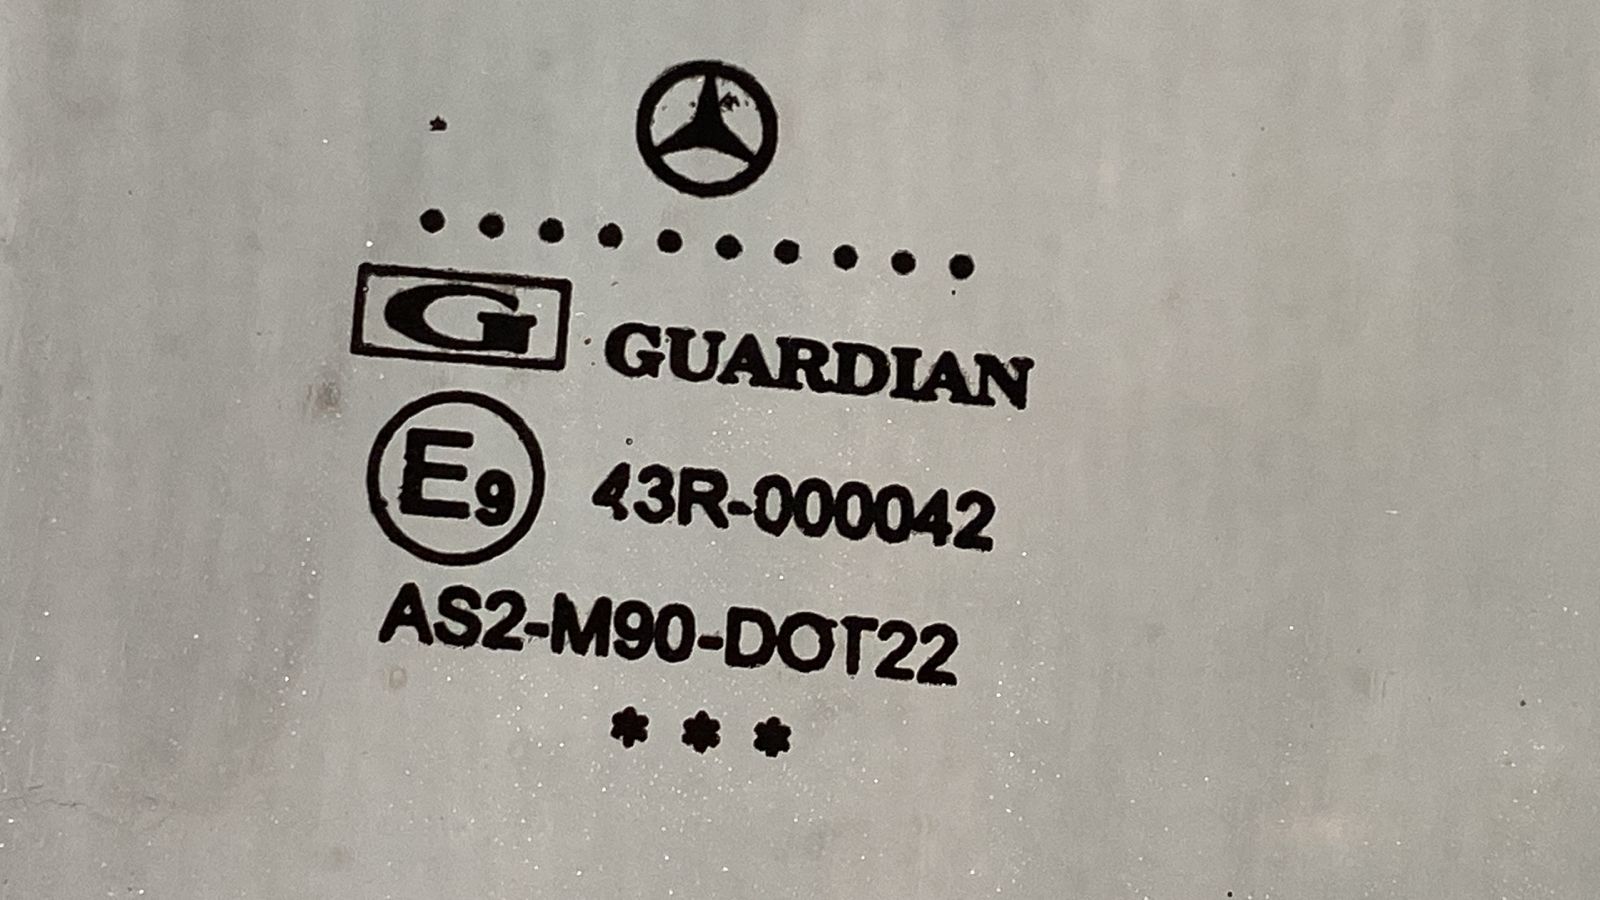 G GUARDIAN
E9 43R-000042
AS2-M90-DOT22
***